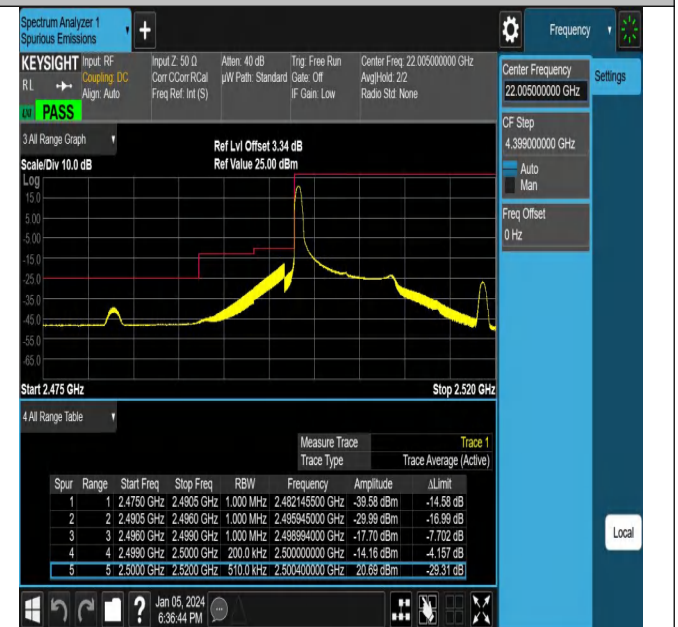 Spectrum Analyzer 1
Spurious Emissions
+
Frequency
KEYSIGHT
RL
PASS
Input: RF
Coupling: DC
Align: Auto
Input Z: 50 Ω
Corr CCorr RCal
Freq Ref: Int (S)
Atten: 40 dB
µW Path: Standard
Trig: Free Run
Gate: Off
IF Gain: Low
Center Freq: 22.005000000 GHz
Avg|Hold: 2/2
Radio Std: None
Center Frequency
22.005000000 GHz
Settings
CF Step
4.399000000 GHz
Auto
Man
Freq Offset
0 Hz
3 All Range Graph
Scale/Div 10.0 dB
Ref Lvl Offset 3.34 dB
Ref Value 25.00 dBm
Log
15.0
5.00
-5.00
-15.0
-25.0
-35.0
-45.0
-55.0
-65.0
Start 2.475 GHz
Stop 2.520 GHz
4 All Range Table
Measure Trace Trace 1
Trace Type Trace Average (Active)
Spur Range Start Freq Stop Freq RBW Frequency Amplitude ΔLimit
1 1 2.4750 GHz 2.4905 GHz 1.000 MHz 2.482145500 GHz -39.58 dBm -14.58 dB
2 2 2.4905 GHz 2.4960 GHz 1.000 MHz 2.495945000 GHz -29.99 dBm -16.99 dB
3 3 2.4960 GHz 2.4990 GHz 1.000 MHz 2.498994000 GHz -17.70 dBm -7.702 dB
4 4 2.4990 GHz 2.5000 GHz 200.0 kHz 2.500000000 GHz -14.16 dBm -4.157 dB
5 5 2.5000 GHz 2.5200 GHz 510.0 kHz 2.500400000 GHz 20.69 dBm -29.31 dB
Local
?
Jan 05, 2024
6:36:44 PM